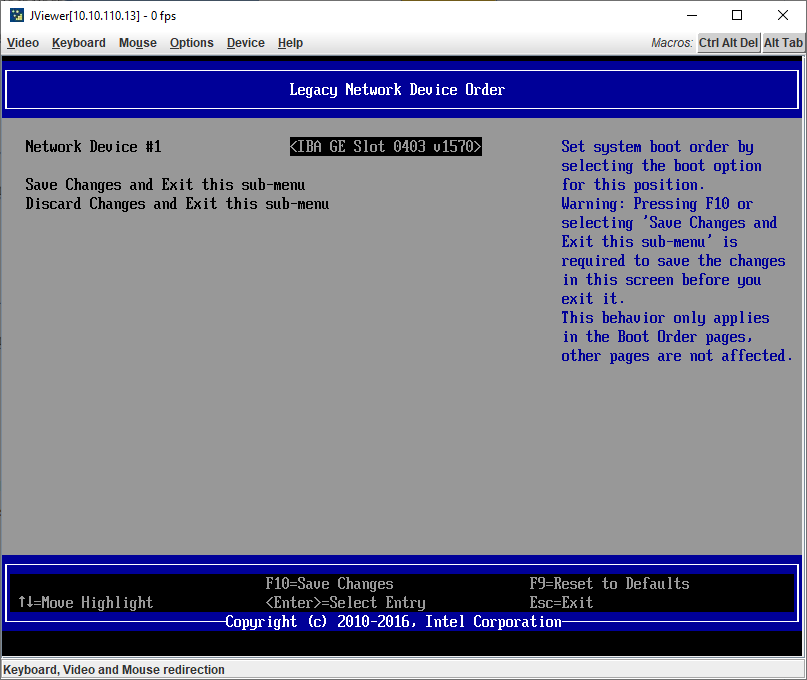 JViewer[10.10.110.13] - 0 fps
Video Keyboard Mouse Options Device Help Macros: Ctrl Alt Del Alt Tab
Legacy Network Device Order
Network Device #1 <IBA GE Slot 0403 v1570>
Save Changes and Exit this sub-menu
Discard Changes and Exit this sub-menu
Set system boot order by
selecting the boot option
for this position.
Warning: Pressing F10 or
selecting 'Save Changes and
Exit this sub-menu' is
required to save the changes
in this screen before you
exit it.
This behavior only applies
in the Boot Order pages,
other pages are not affected.
F10=Save Changes F9=Reset to Defaults
↑↓=Move Highlight <Enter>=Select Entry Esc=Exit
Copyright (c) 2010-2016, Intel Corporation
Keyboard, Video and Mouse redirection